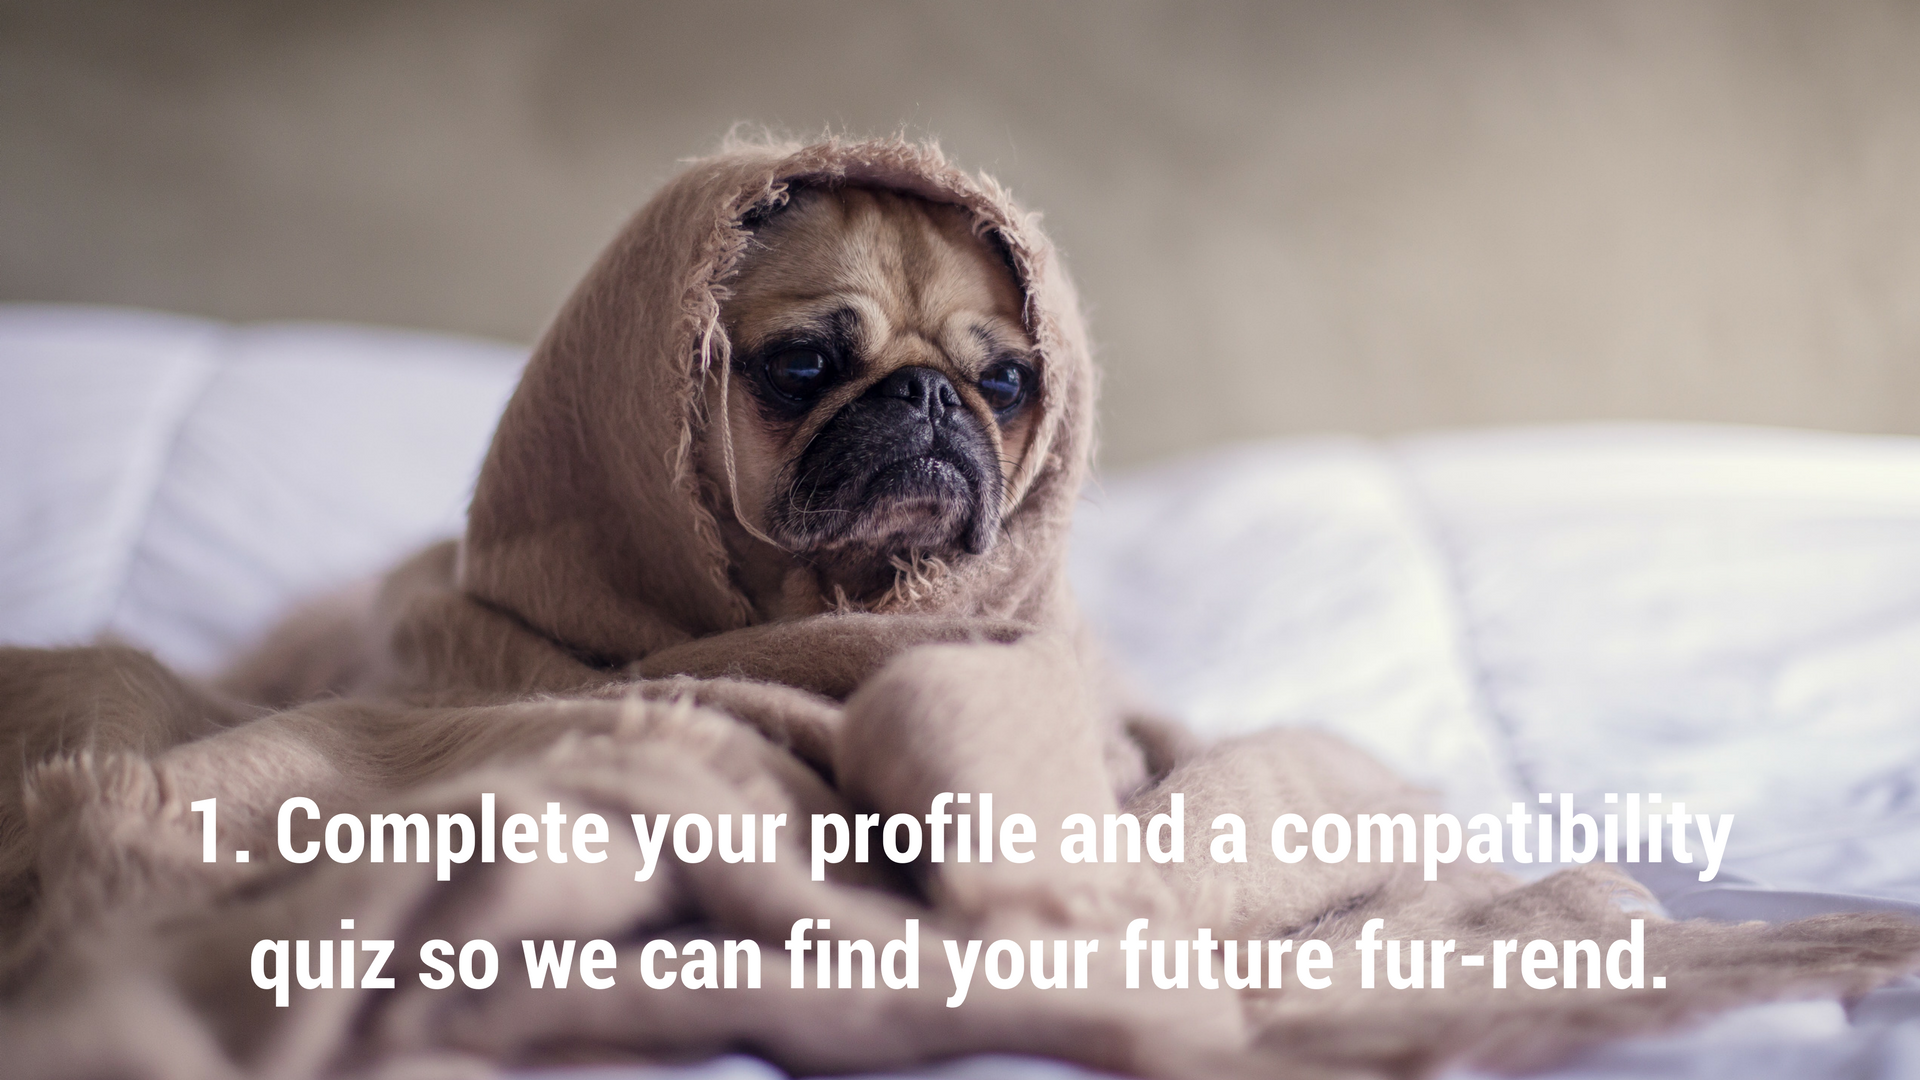 1. Complete your profile and a compatibility
quiz so we can find your future fur-rend.